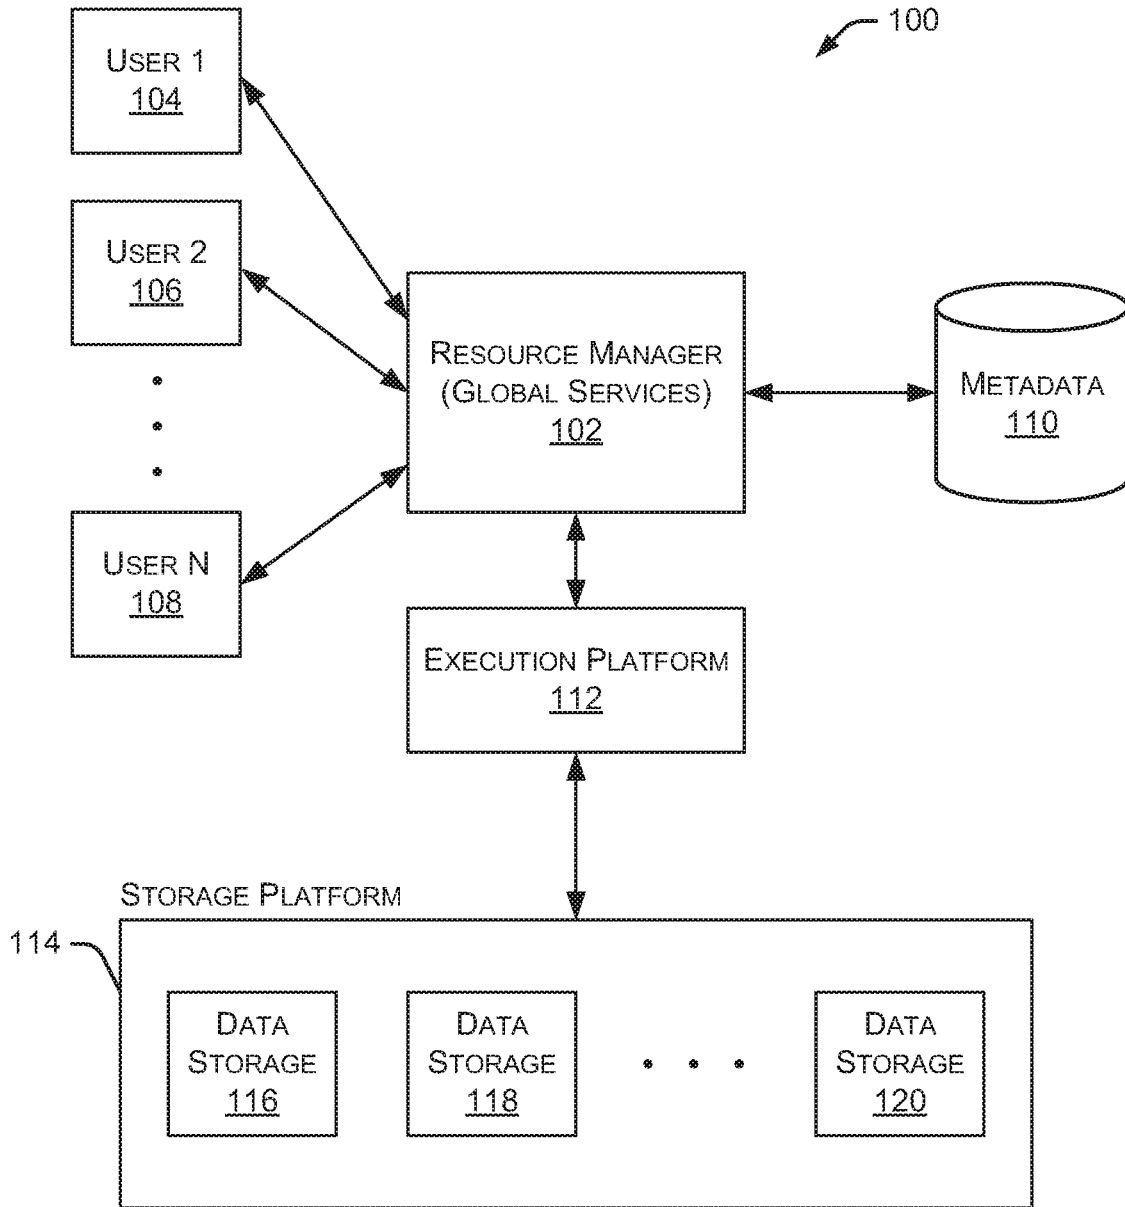 100
USER 1
104
USER 2
106
USER N
108
RESOURCE MANAGER
(GLOBAL SERVICES)
102
METADATA
110
EXECUTION PLATFORM
112
STORAGE PLATFORM
114
DATA
STORAGE
116
DATA
STORAGE
118
DATA
STORAGE
120